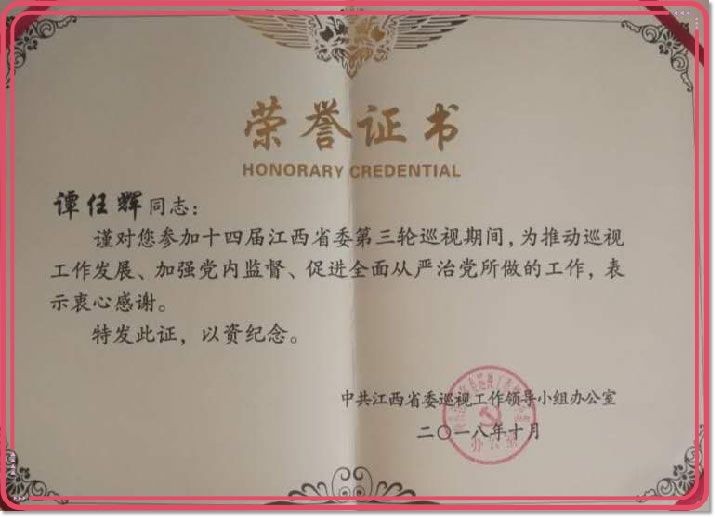 荣誉证书
HONORARY CREDENTIAL
谭任辉同志:
谨对您参加十四届江西省委第三轮巡视期间,为推动巡视
工作发展、加强党内监督、促进全面从严治党所做的工作,表
示衷心感谢。
特发此证,以资纪念。
中共江西省委巡视工作领导小组办公室
二〇一八年十月
办公室